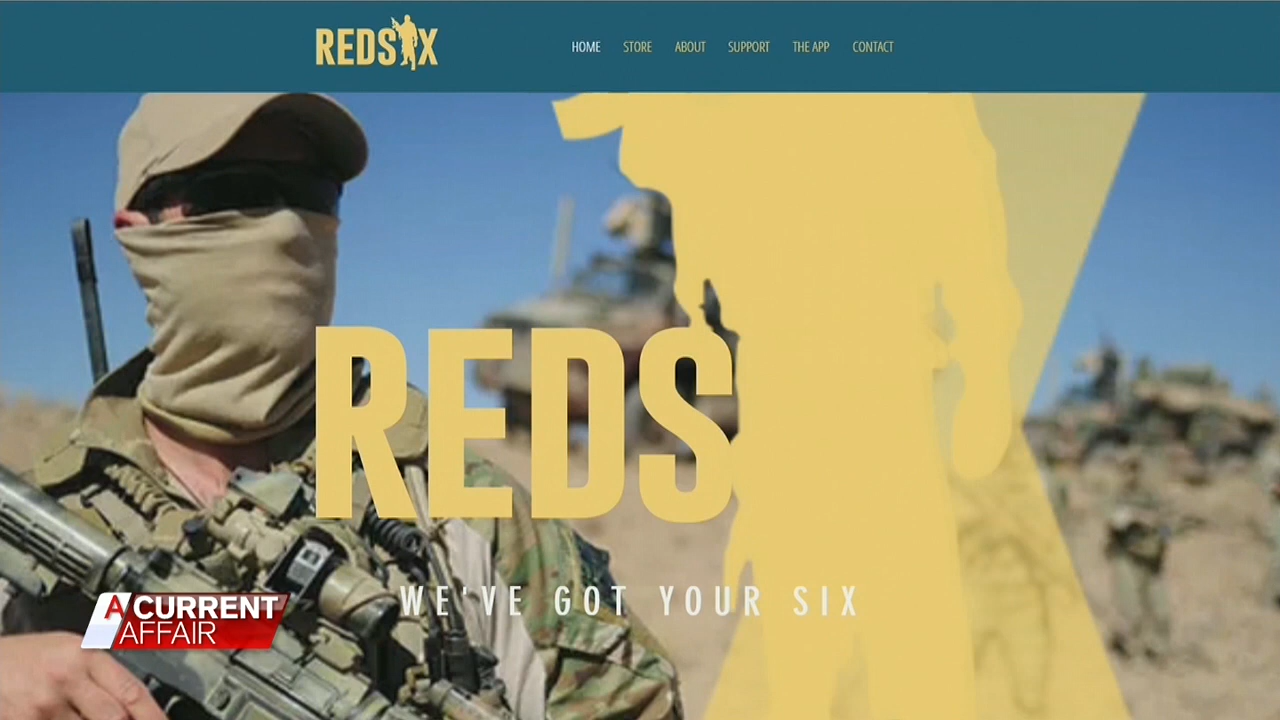 REDSIX
HOME STORE ABOUT SUPPORT THE APP CONTACT
REDS X
WE'VE GOT YOUR SIX
A CURRENT
AFFAIR